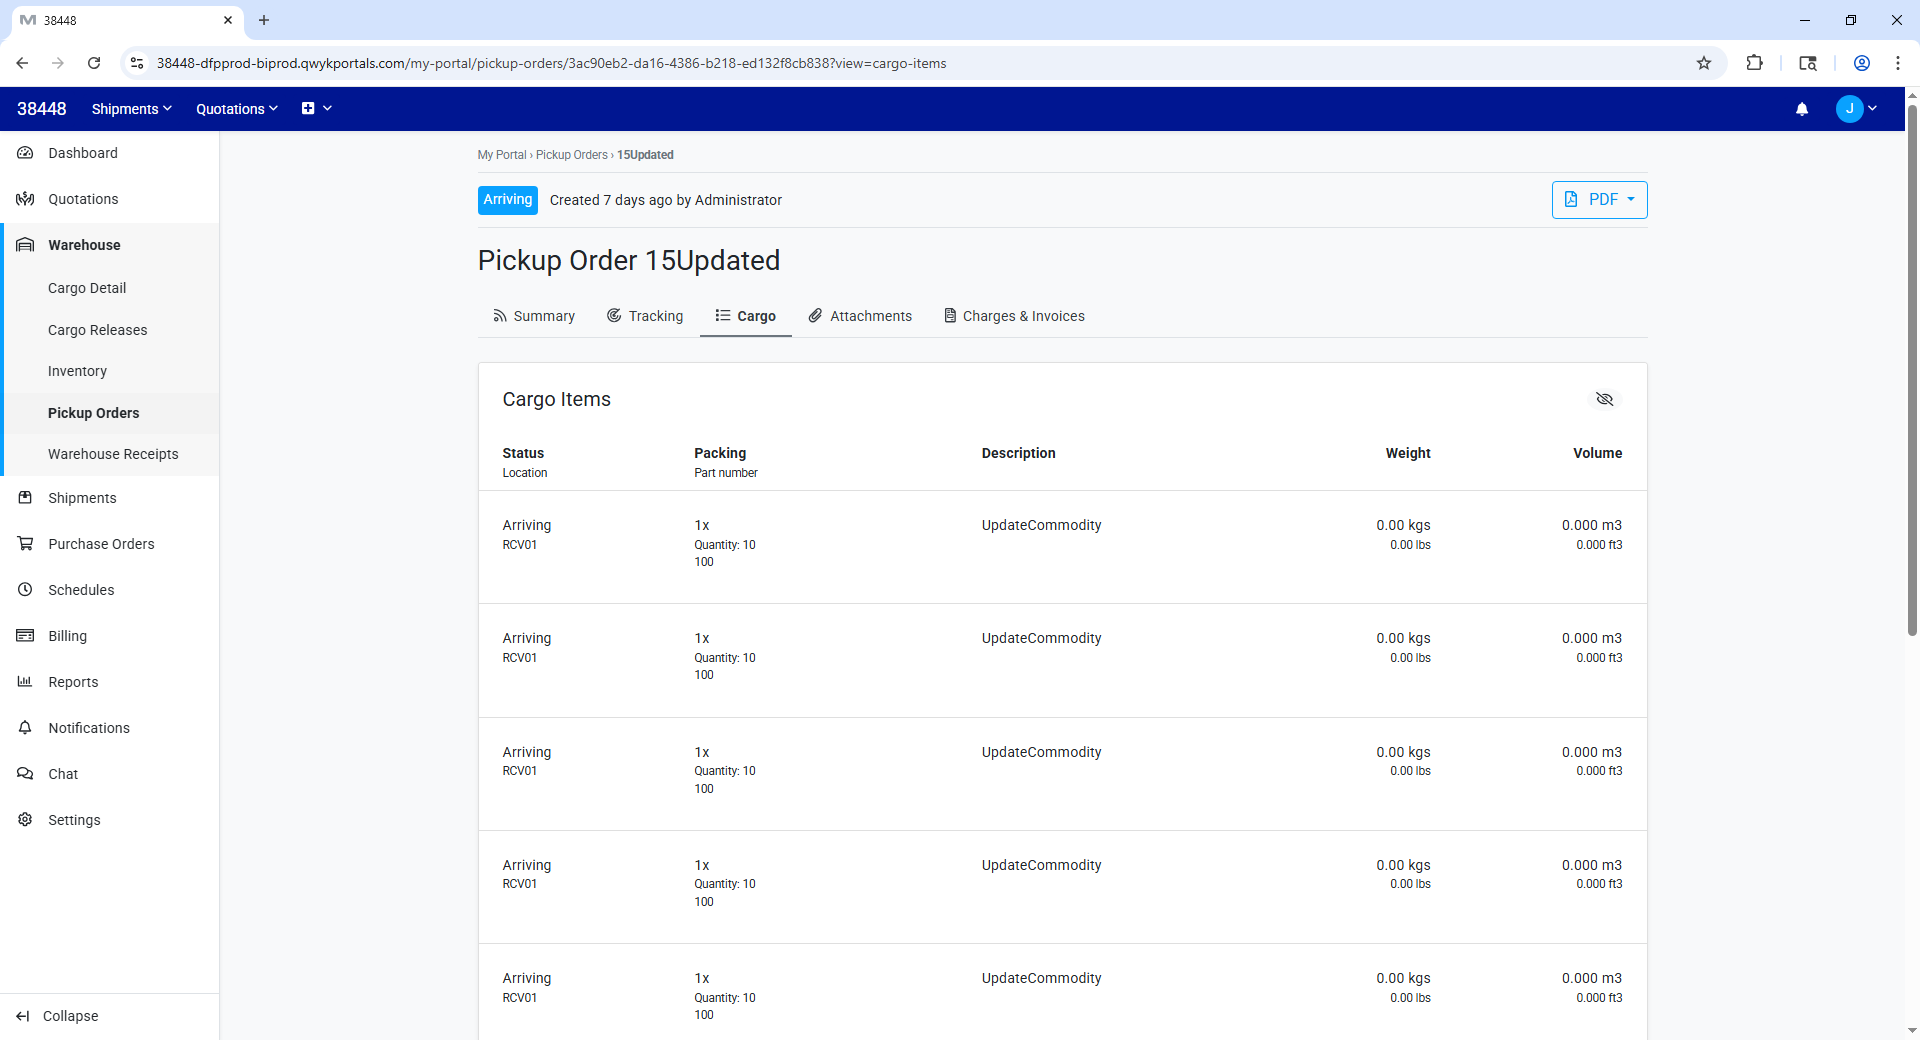 38448
38448-dfpprod-biprod.qwykportals.com/my-portal/pickup-orders/3ac90eb2-da16-4386-b218-ed132f8cb838?view=cargo-items
38448 Shipments Quotations J
Dashboard
Quotations
Warehouse
Cargo Detail
Cargo Releases
Inventory
Pickup Orders
Warehouse Receipts
Shipments
Purchase Orders
Schedules
Billing
Reports
Notifications
Chat
Settings
Collapse
My Portal › Pickup Orders › 15Updated
Arriving Created 7 days ago by Administrator PDF
Pickup Order 15Updated
Summary Tracking Cargo Attachments Charges & Invoices
Cargo Items
Status Packing Description Weight Volume
Location Part number
Arriving 1x UpdateCommodity 0.00 kgs 0.000 m3
RCV01 Quantity: 10 0.00 lbs 0.000 ft3
100
Arriving 1x UpdateCommodity 0.00 kgs 0.000 m3
RCV01 Quantity: 10 0.00 lbs 0.000 ft3
100
Arriving 1x UpdateCommodity 0.00 kgs 0.000 m3
RCV01 Quantity: 10 0.00 lbs 0.000 ft3
100
Arriving 1x UpdateCommodity 0.00 kgs 0.000 m3
RCV01 Quantity: 10 0.00 lbs 0.000 ft3
100
Arriving 1x UpdateCommodity 0.00 kgs 0.000 m3
RCV01 Quantity: 10 0.00 lbs 0.000 ft3
100